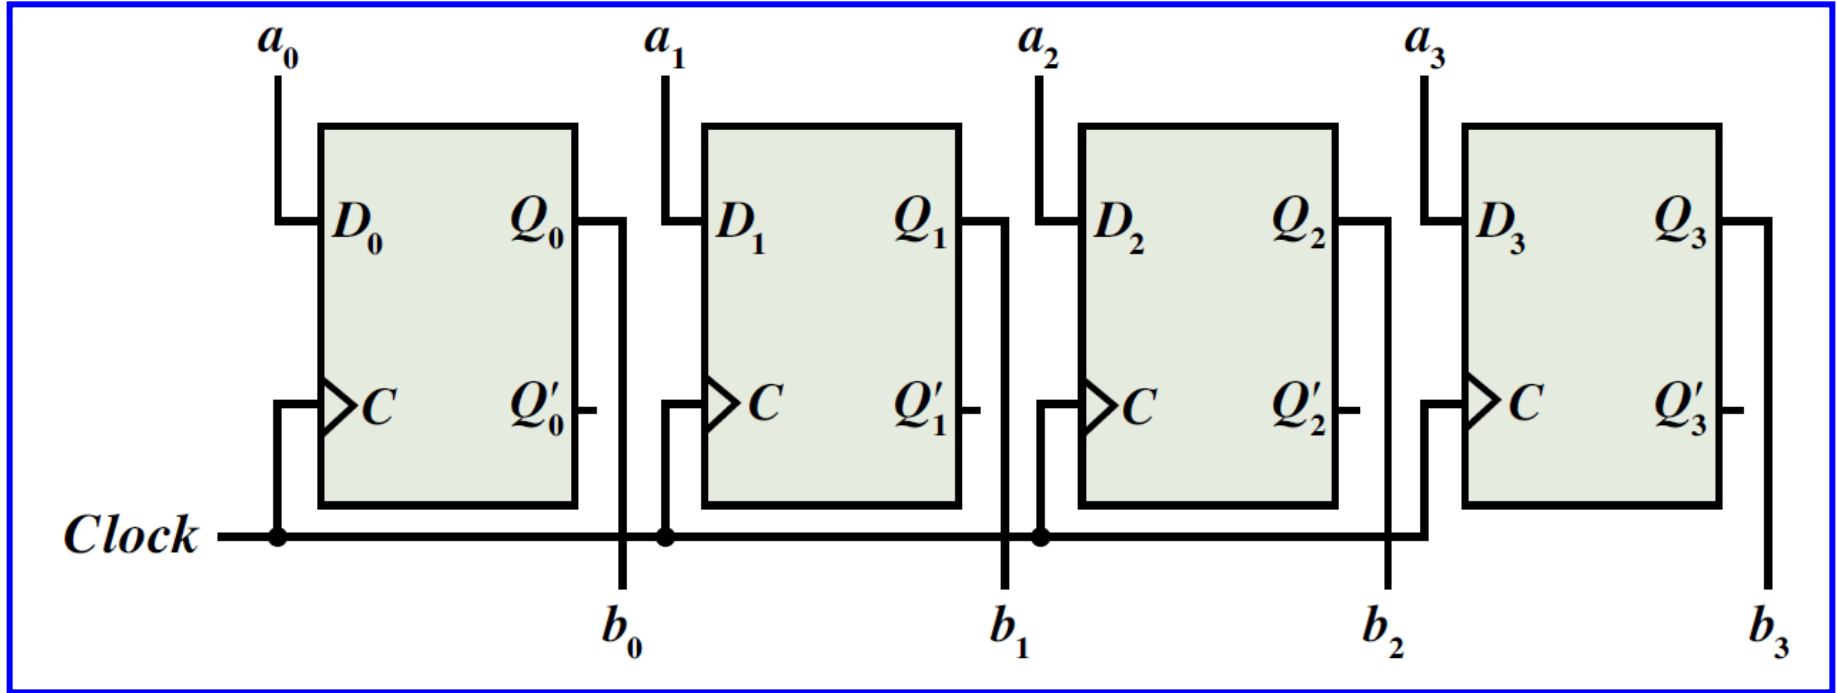 a₀ a₁ a₂ a₃
D₀ Q₀ D₁ Q₁ D₂ Q₂ D₃ Q₃
C Q′₀ C Q′₁ C Q′₂ C Q′₃
Clock
b₀ b₁ b₂ b₃